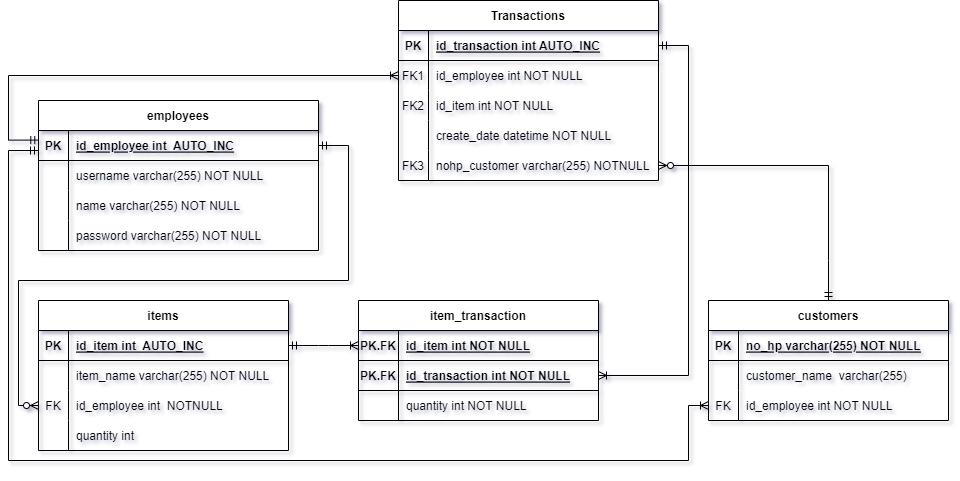 Transactions
PK id_transaction int AUTO_INC
FK1 id_employee int NOT NULL
FK2 id_item int NOT NULL
create_date datetime NOT NULL
FK3 nohp_customer varchar(255) NOTNULL
employees
PK id_employee int AUTO_INC
username varchar(255) NOT NULL
name varchar(255) NOT NULL
password varchar(255) NOT NULL
items
PK id_item int AUTO_INC
item_name varchar(255) NOT NULL
FK id_employee int NOTNULL
quantity int
item_transaction
PK.FK id_item int NOT NULL
PK.FK id_transaction int NOT NULL
quantity int NOT NULL
customers
PK no_hp varchar(255) NOT NULL
customer_name varchar(255)
FK id_employee int NOT NULL